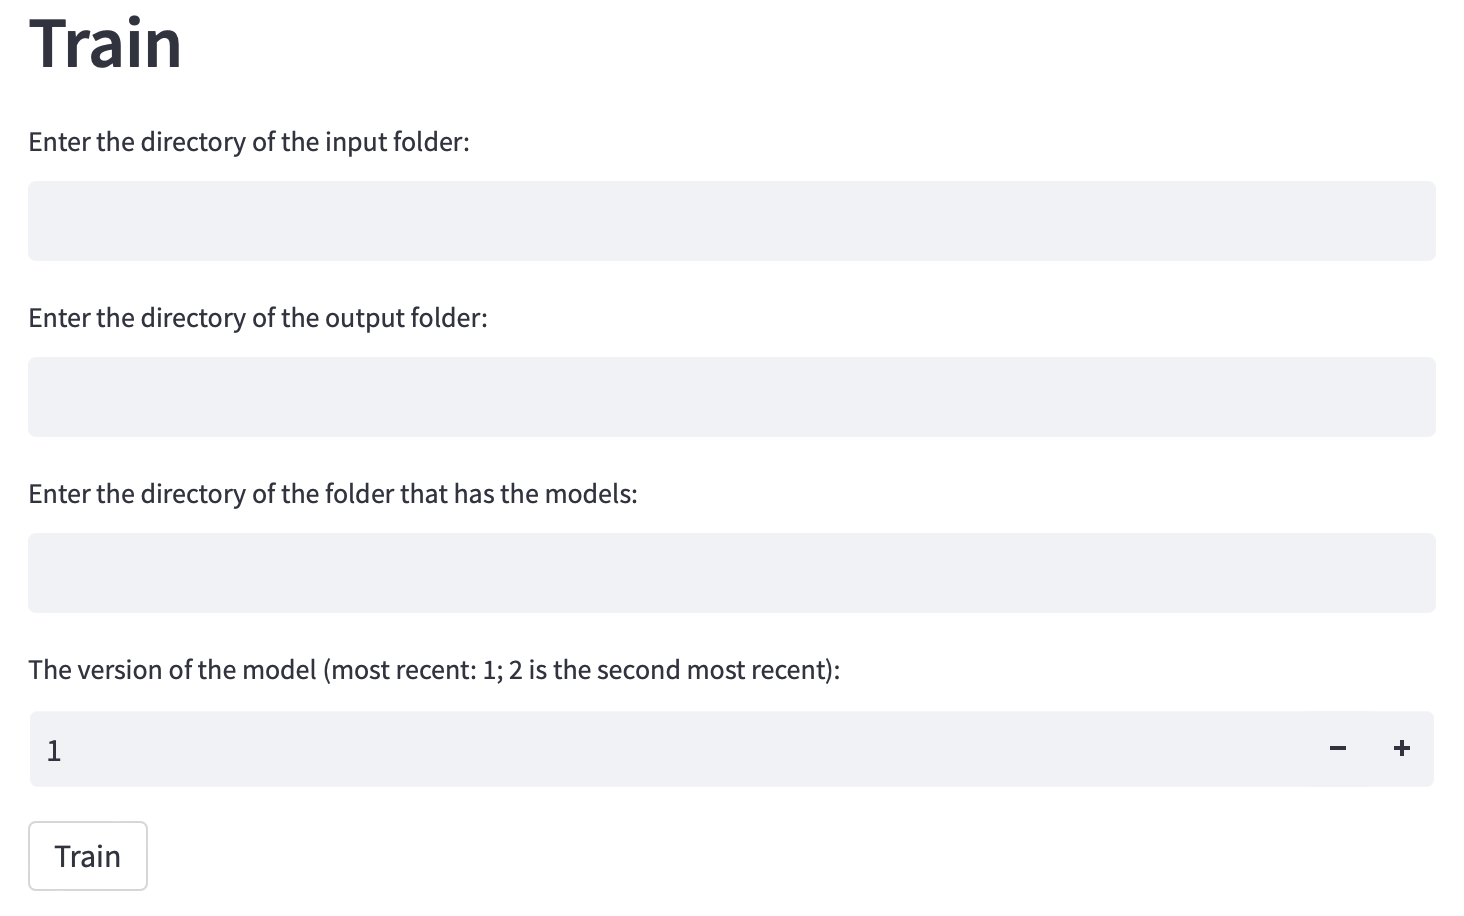 Train
Enter the directory of the input folder:
Enter the directory of the output folder:
Enter the directory of the folder that has the models:
The version of the model (most recent: 1; 2 is the second most recent):
1 − +
Train